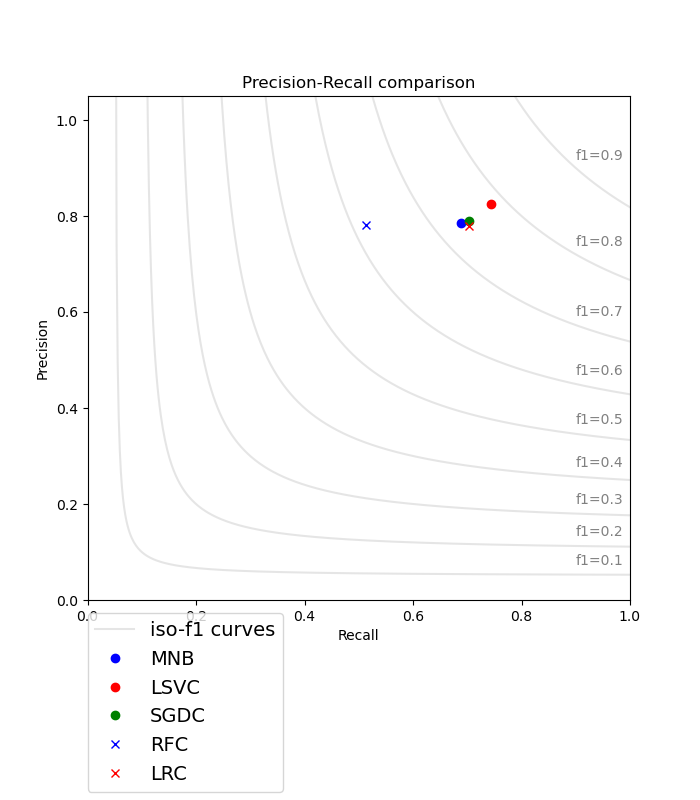 Precision-Recall comparison
1.0
f1=0.9
0.8
f1=0.8
0.6
f1=0.7
Precision
f1=0.6
0.4
f1=0.5
f1=0.4
0.2
f1=0.3
f1=0.2
f1=0.1
0.0
0.0 0.2 0.4 0.6 0.8 1.0
Recall
iso-f1 curves
MNB
LSVC
SGDC
RFC
LRC